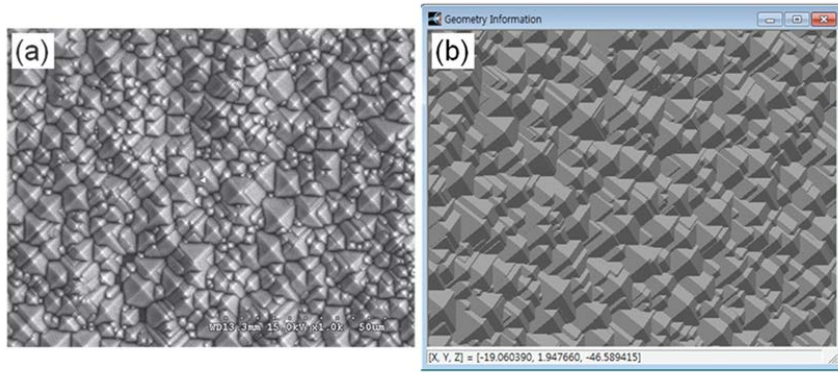 (a)
WD13.3mm 15.0kV x1.0k 50um
Geometry Information
(b)
[X, Y, Z] = [-19.060390, 1.947660, -46.589415]